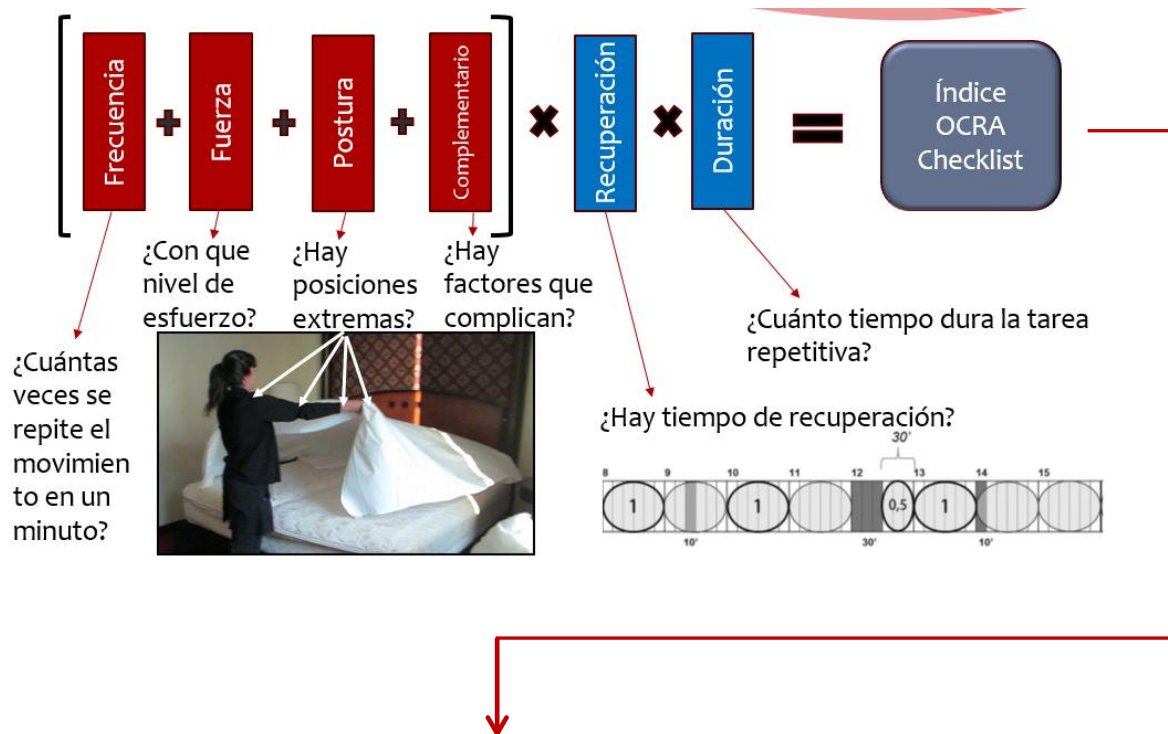 Frecuencia
+
Fuerza
+
Postura
+
Complementario
×
Recuperación
×
Duración
=
Índice
OCRA
Checklist
¿Cuántas
veces se
repite el
movimien
to en un
minuto?
¿Con que
nivel de
esfuerzo?
¿Hay
posiciones
extremas?
¿Hay
factores que
complican?
¿Cuánto tiempo dura la tarea
repetitiva?
¿Hay tiempo de recuperación?
30'
8 9 10 11 12 13 14 15
1 1 0,5 1
10' 30' 10'